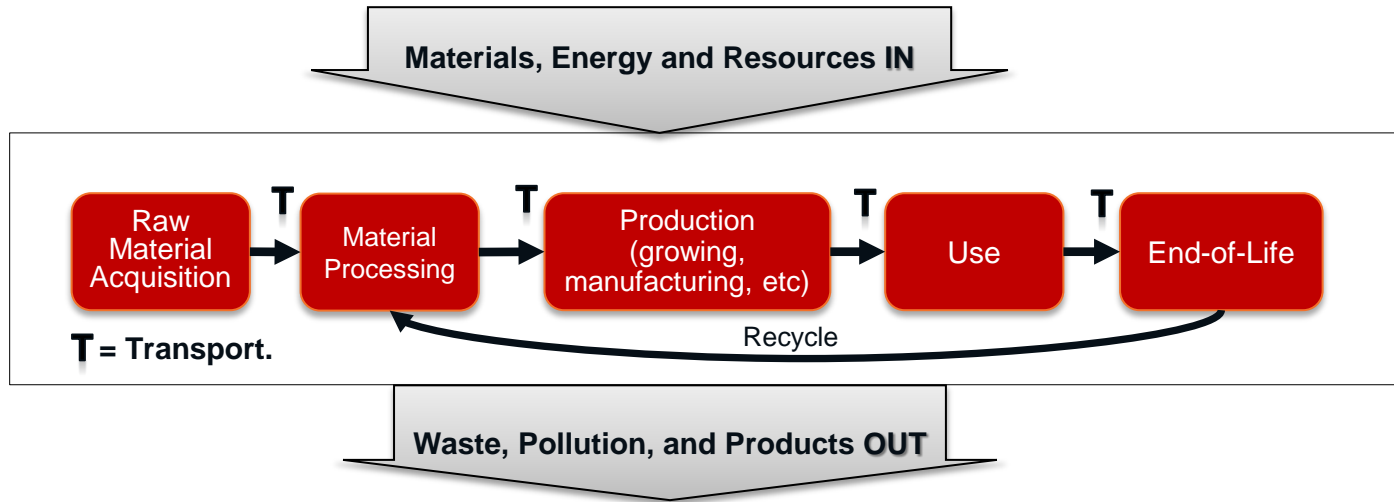 Materials, Energy and Resources IN
T
T
T
T
Raw
Material
Acquisition
Material
Processing
Production
(growing,
manufacturing, etc)
Use
End-of-Life
Recycle
T = Transport.
Waste, Pollution, and Products OUT